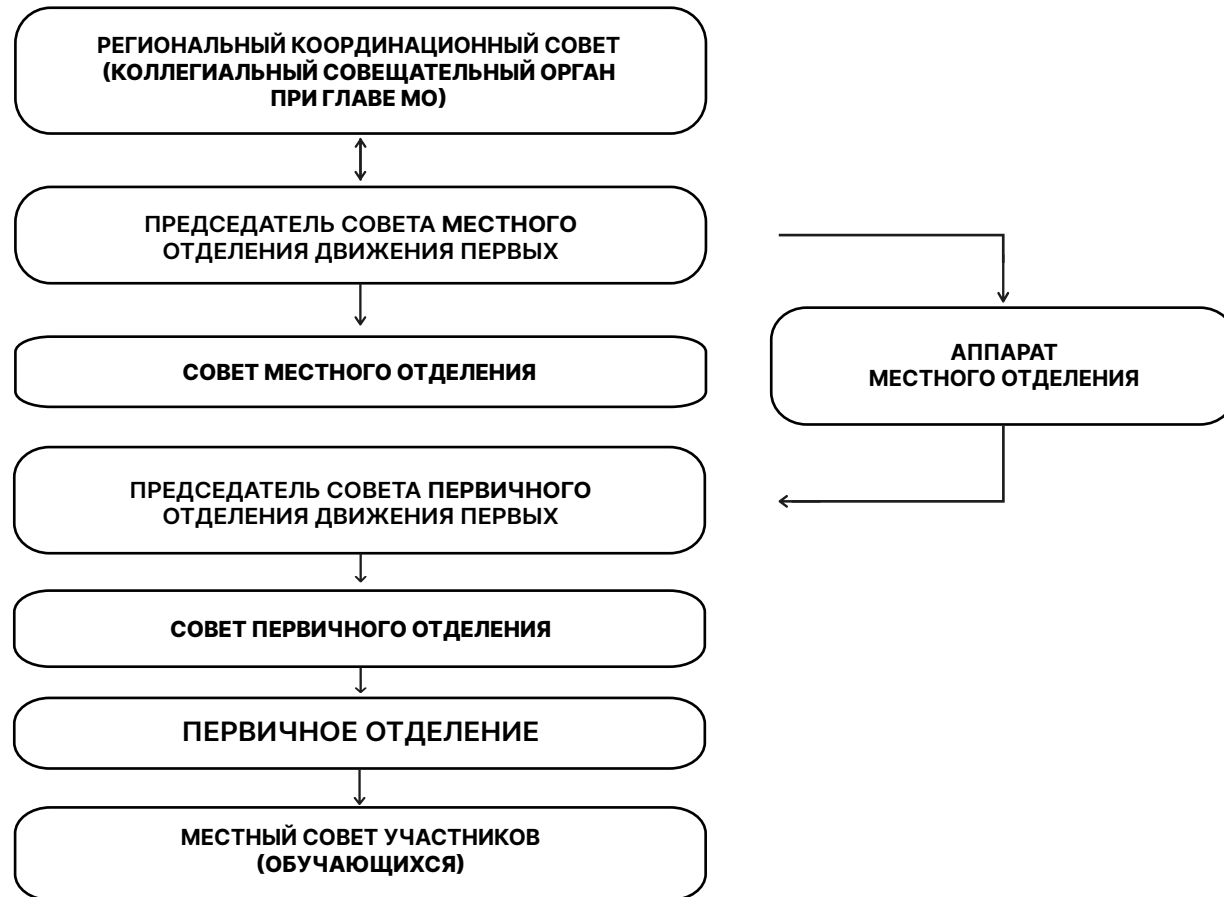 РЕГИОНАЛЬНЫЙ КООРДИНАЦИОННЫЙ СОВЕТ
(КОЛЛЕГИАЛЬНЫЙ СОВЕЩАТЕЛЬНЫЙ ОРГАН
ПРИ ГЛАВЕ МО)
ПРЕДСЕДАТЕЛЬ СОВЕТА МЕСТНОГО
ОТДЕЛЕНИЯ ДВИЖЕНИЯ ПЕРВЫХ
СОВЕТ МЕСТНОГО ОТДЕЛЕНИЯ
АППАРАТ
МЕСТНОГО ОТДЕЛЕНИЯ
ПРЕДСЕДАТЕЛЬ СОВЕТА ПЕРВИЧНОГО
ОТДЕЛЕНИЯ ДВИЖЕНИЯ ПЕРВЫХ
СОВЕТ ПЕРВИЧНОГО ОТДЕЛЕНИЯ
ПЕРВИЧНОЕ ОТДЕЛЕНИЕ
МЕСТНЫЙ СОВЕТ УЧАСТНИКОВ
(ОБУЧАЮЩИХСЯ)